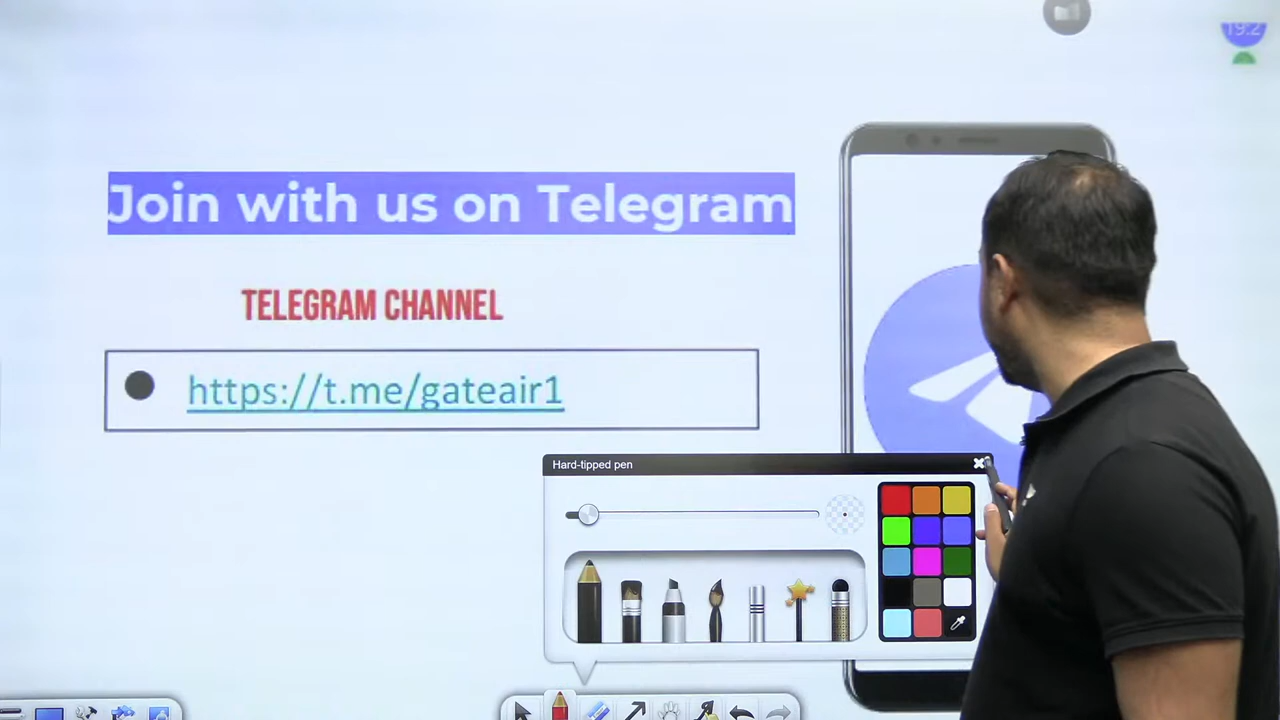 Join with us on Telegram
TELEGRAM CHANNEL
https://t.me/gateair1
Hard-tipped pen